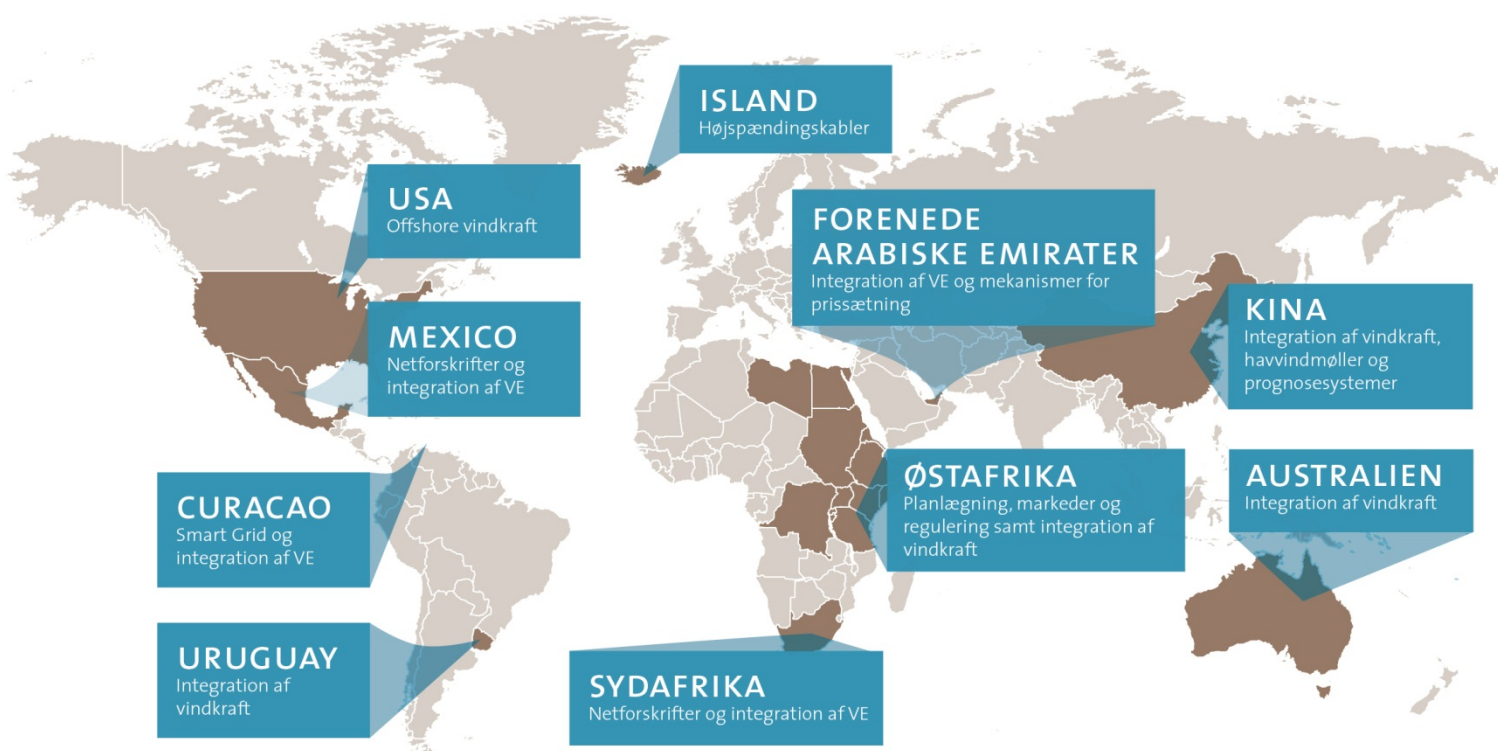 ISLAND
Højspændingskabler
USA
Offshore vindkraft
FORENEDE
ARABISKE EMIRATER
Integration af VE og mekanismer for
prissætning
MEXICO
Netforskrifter og
integration af VE
KINA
Integration af vindkraft,
havvindmøller og
prognosesystemer
CURACAO
Smart Grid og
integration af VE
ØSTAFRIKA
Planlægning, markeder og
regulering samt integration af
vindkraft
AUSTRALIEN
Integration af vindkraft
URUGUAY
Integration af
vindkraft
SYDAFRIKA
Netforskrifter og integration af VE